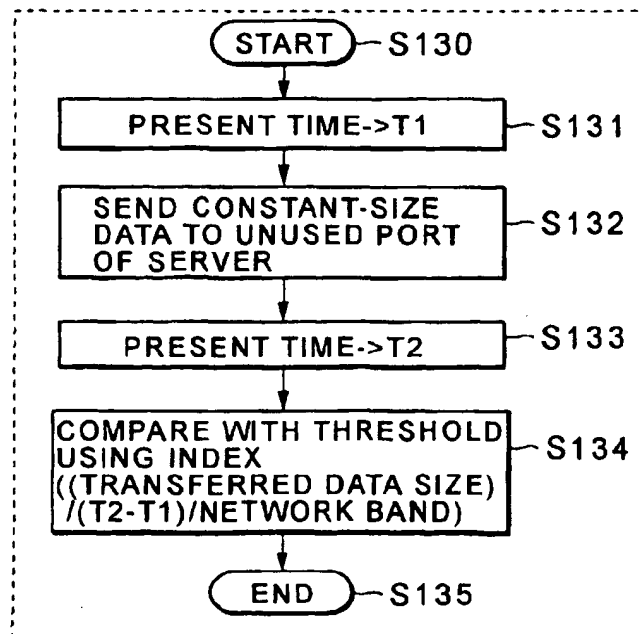 START
S130
PRESENT TIME->T1
S131
SEND CONSTANT-SIZE
DATA TO UNUSED PORT
OF SERVER
S132
PRESENT TIME->T2
S133
COMPARE WITH THRESHOLD
USING INDEX
((TRANSFERRED DATA SIZE)
/(T2-T1)/NETWORK BAND)
S134
END
S135